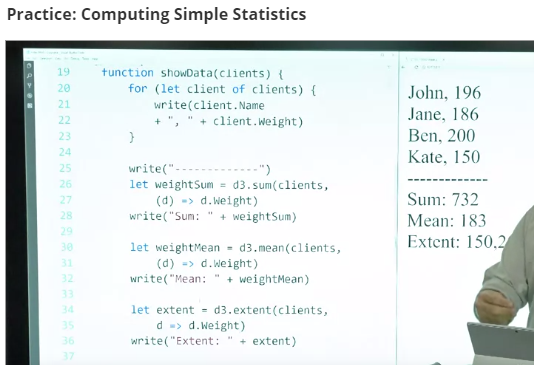 Practice: Computing Simple Statistics
19 function showData(clients) {
20 for (let client of clients) {
21 write(client.Name
22 + ", " + client.Weight)
23 }
24
25 write("-------------")
26 let weightSum = d3.sum(clients,
27 (d) => d.Weight)
28 write("Sum: " + weightSum)
29
30 let weightMean = d3.mean(clients,
31 (d) => d.Weight)
32 write("Mean: " + weightMean)
33
34 let extent = d3.extent(clients,
35 d => d.Weight)
36 write("Extent: " + extent)
37
John, 196
Jane, 186
Ben, 200
Kate, 150
-------------
Sum: 732
Mean: 183
Extent: 150,2